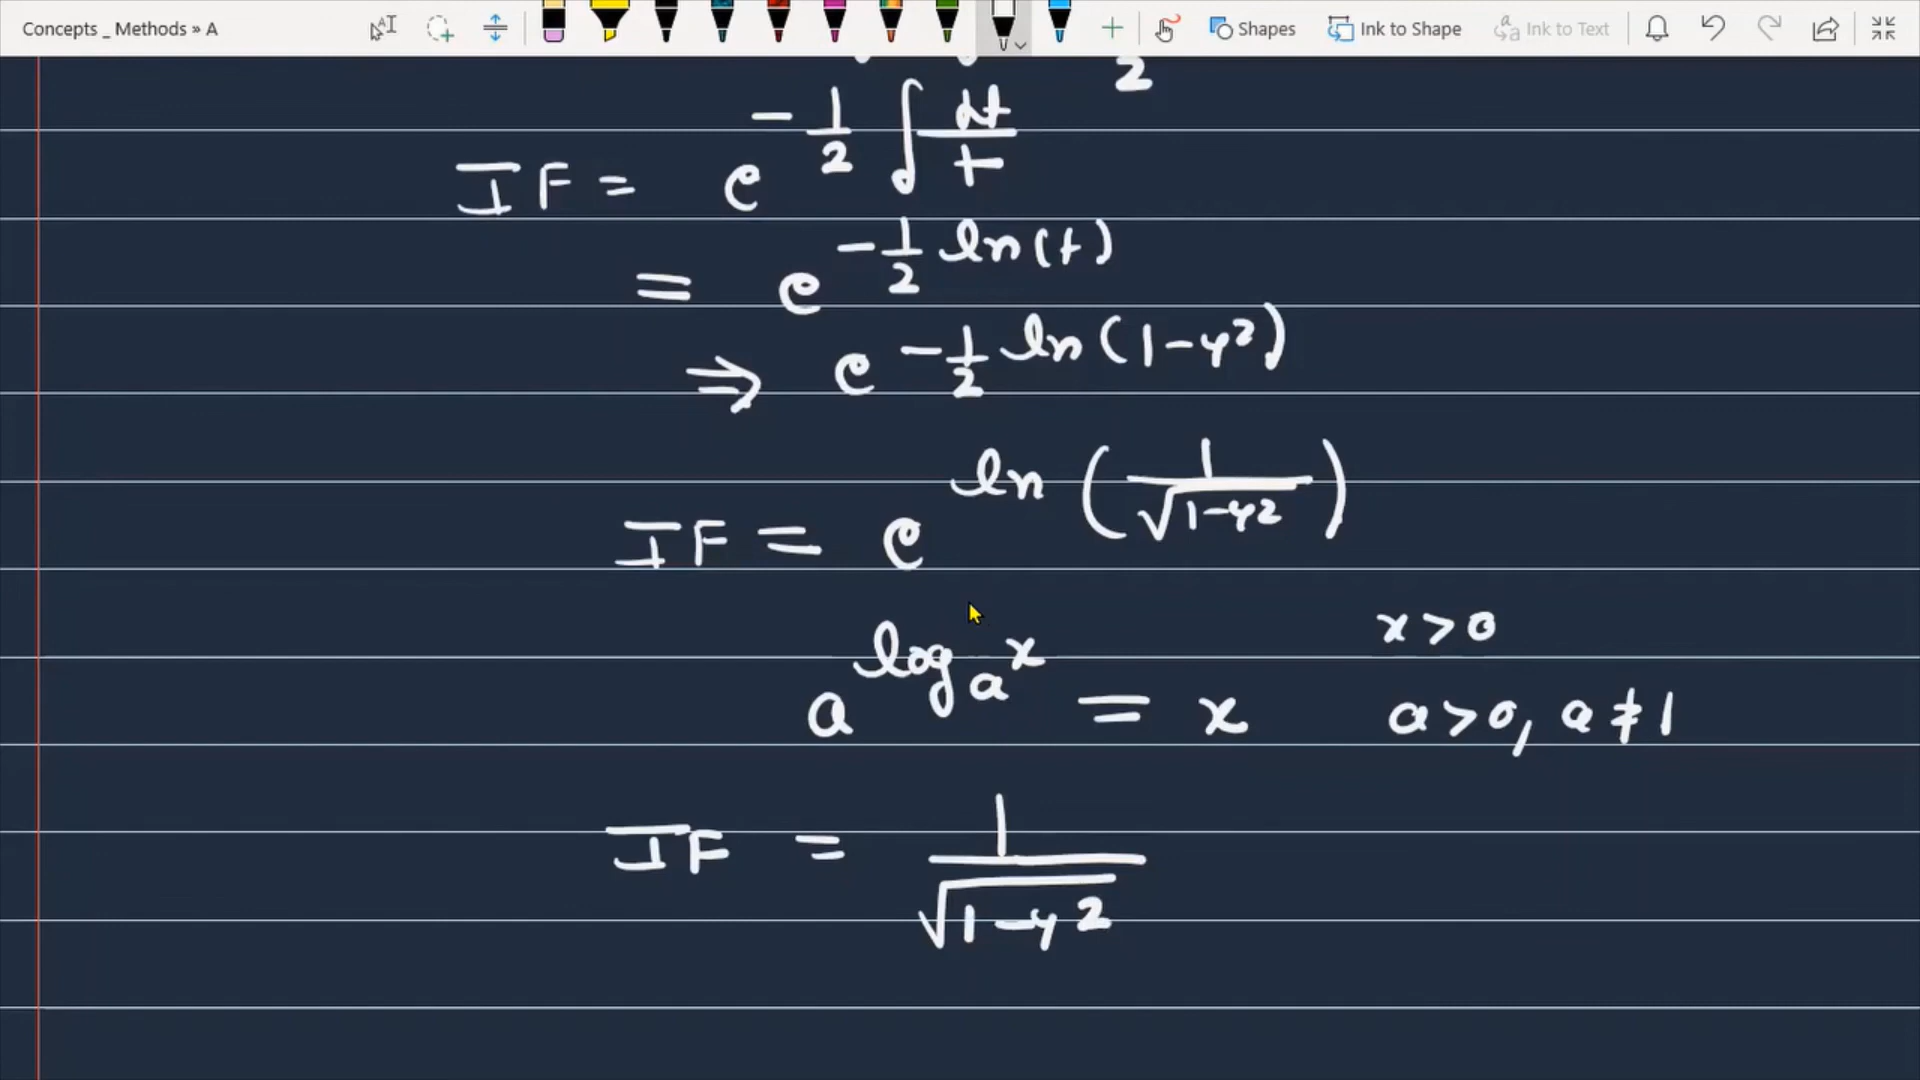 Concepts _ Methods » A
Shapes
Ink to Shape
Ink to Text
2
IF = e^{-1/2 ∫ dt/t}
= e^{-1/2 ln(t)}
⇒ e^{-1/2 ln(1-y²)}
IF = e^{ln(1/√(1-y²))}
a^{log_a x} = x
x > 0
a > 0, a ≠ 1
IF = 1/√(1-y²)